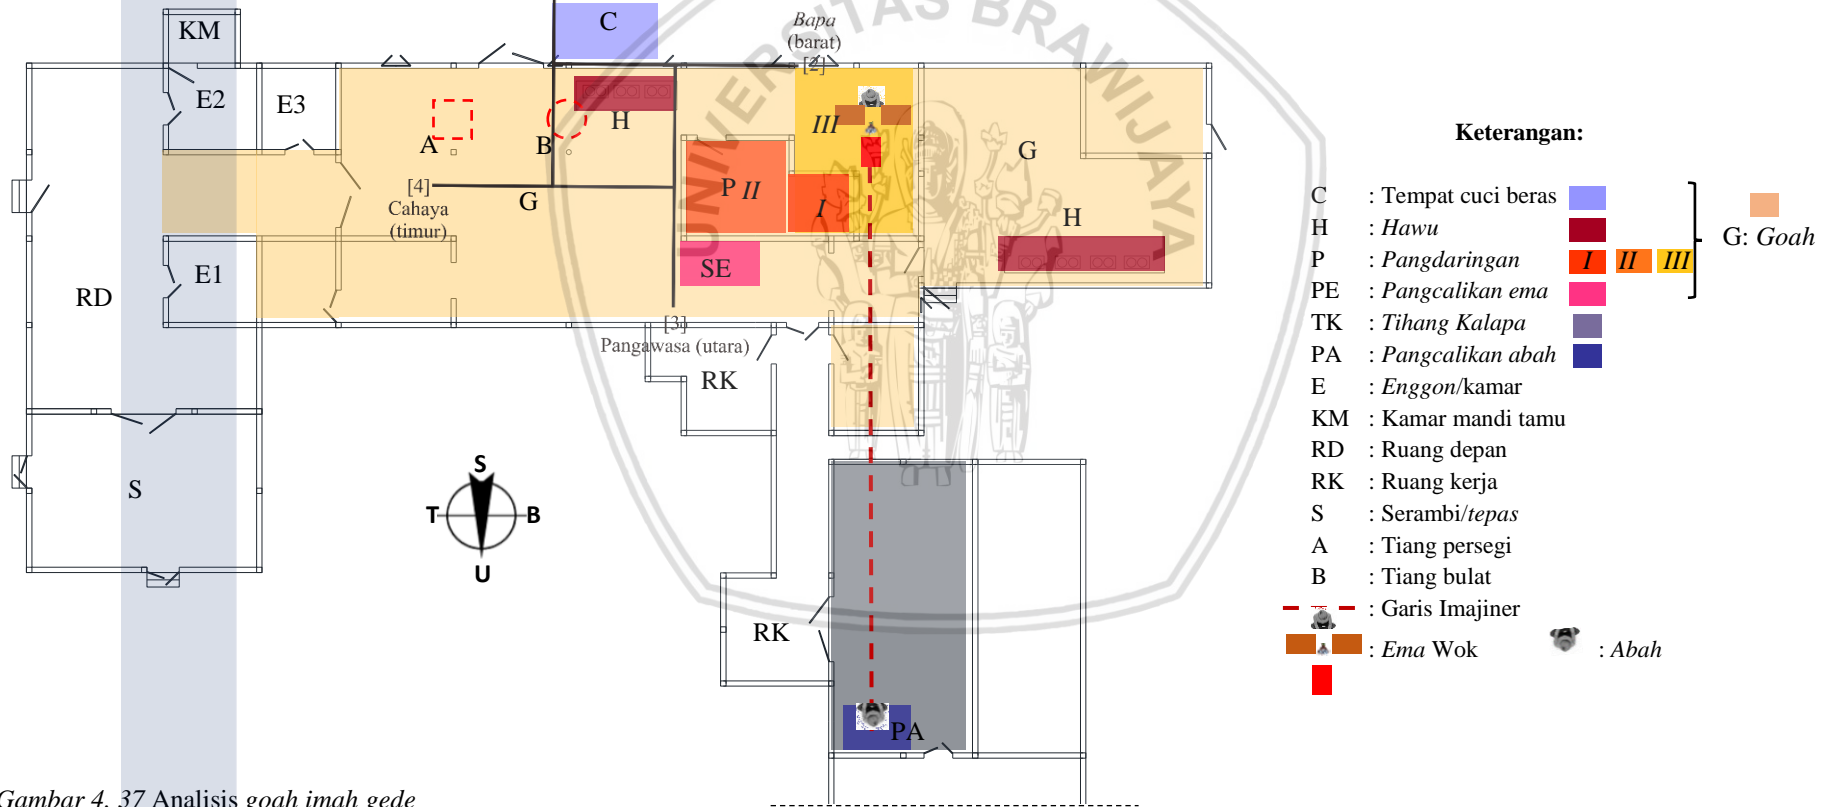 KM
C
Bapa
(barat)
[2]
UNIVERSITAS BRAWIJAYA
E2
E3
A
B
H
III
G
P II
I
[4]
Cahaya
(timur)
G
H
E1
SE
RD
[3]
Pangawasa (utara)
RK
S
S
T
B
U
RK
PA
Keterangan:
C : Tempat cuci beras
H : Hawu
P : Pangdaringan I II III
PE : Pangcalikan ema
TK : Tihang Kalapa
PA : Pangcalikan abah
E : Enggon/kamar
KM : Kamar mandi tamu
RD : Ruang depan
RK : Ruang kerja
S : Serambi/tepas
A : Tiang persegi
B : Tiang bulat
: Garis Imajiner
: Ema Wok : Abah
G: Goah
Gambar 4. 37 Analisis goah imah gede